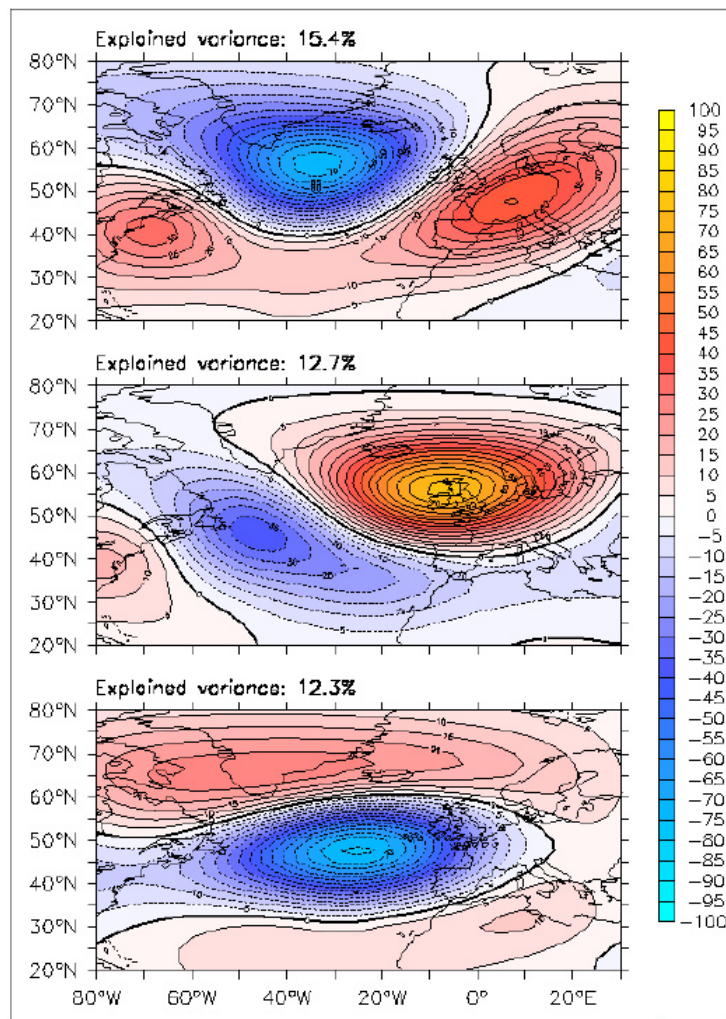 Explained variance: 15.4%
80°N
70°N
60°N
50°N
40°N
30°N
20°N
Explained variance: 12.7%
80°N
70°N
60°N
50°N
40°N
30°N
20°N
Explained variance: 12.3%
80°N
70°N
60°N
50°N
40°N
30°N
20°N
80°W 60°W 40°W 20°W 0° 20°E
100
95
90
85
80
75
70
65
60
55
50
45
40
35
30
25
20
15
10
5
0
-5
-10
-15
-20
-25
-30
-35
-40
-45
-50
-55
-60
-65
-70
-75
-80
-85
-90
-95
-100